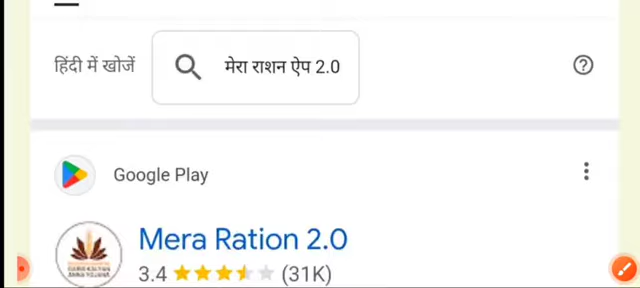 हिंदी में खोजें
मेरा राशन ऐप 2.0
Google Play
Mera Ration 2.0
3.4 (31K)